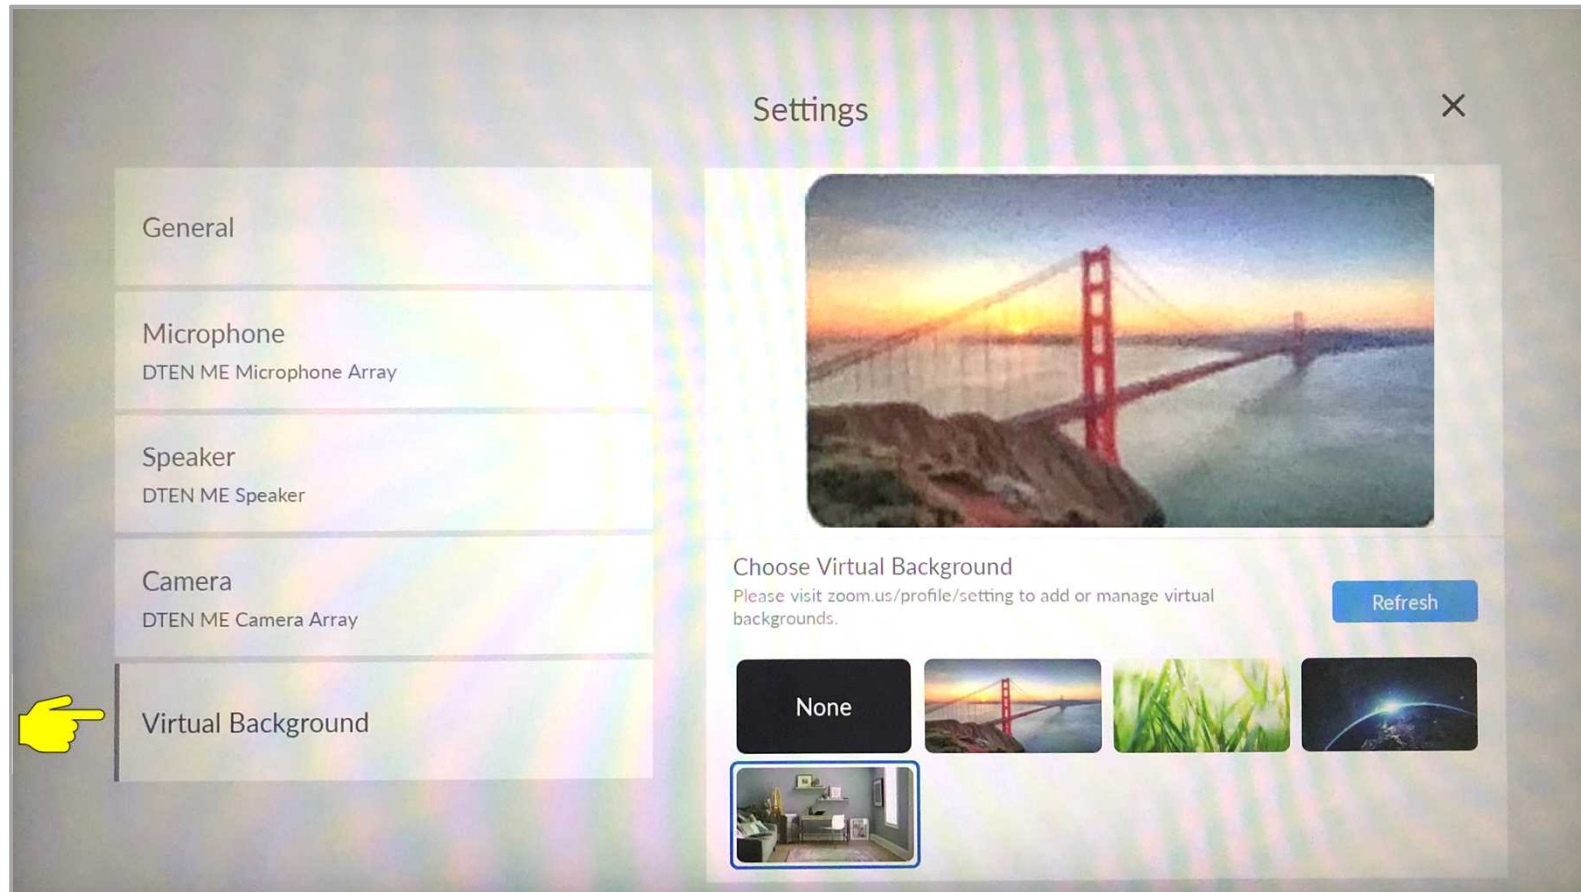 Settings
General
Microphone
DTEN ME Microphone Array
Speaker
DTEN ME Speaker
Camera
DTEN ME Camera Array
Virtual Background
Choose Virtual Background
Please visit zoom.us/profile/setting to add or manage virtual
backgrounds.
Refresh
None